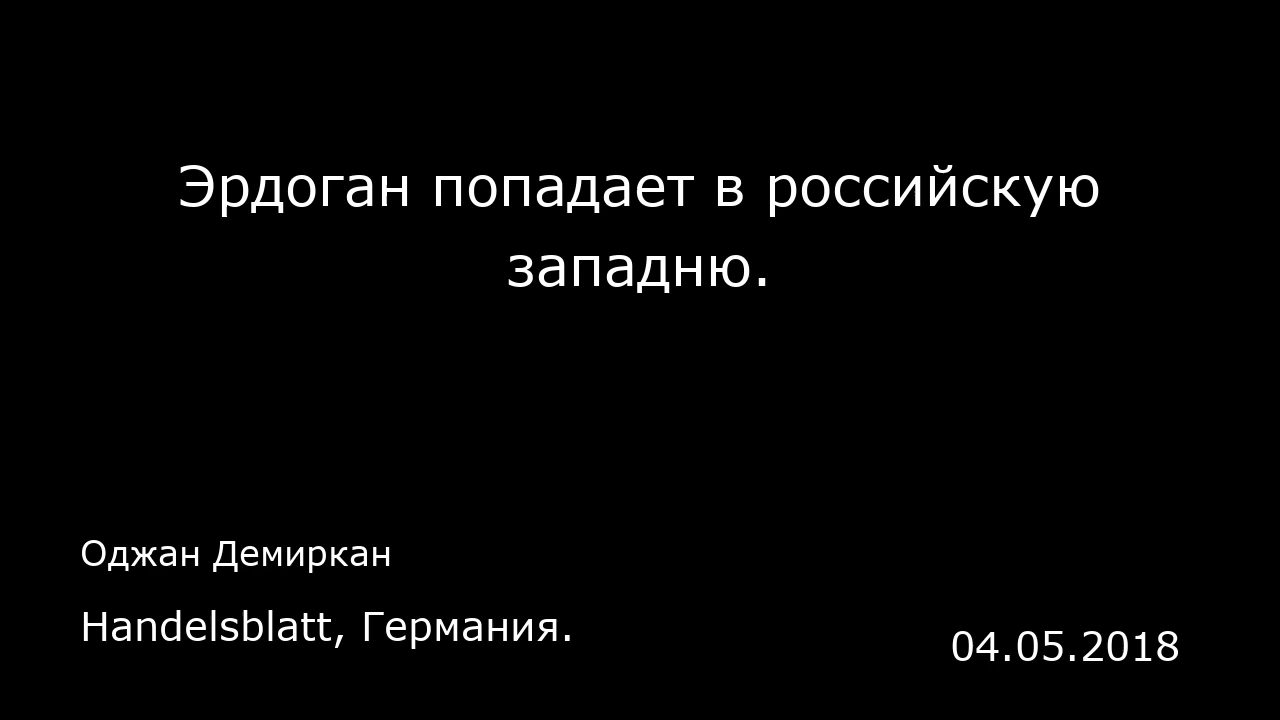 Эрдоган попадает в российскую
западню.
Оджан Демиркан
Handelsblatt, Германия.
04.05.2018